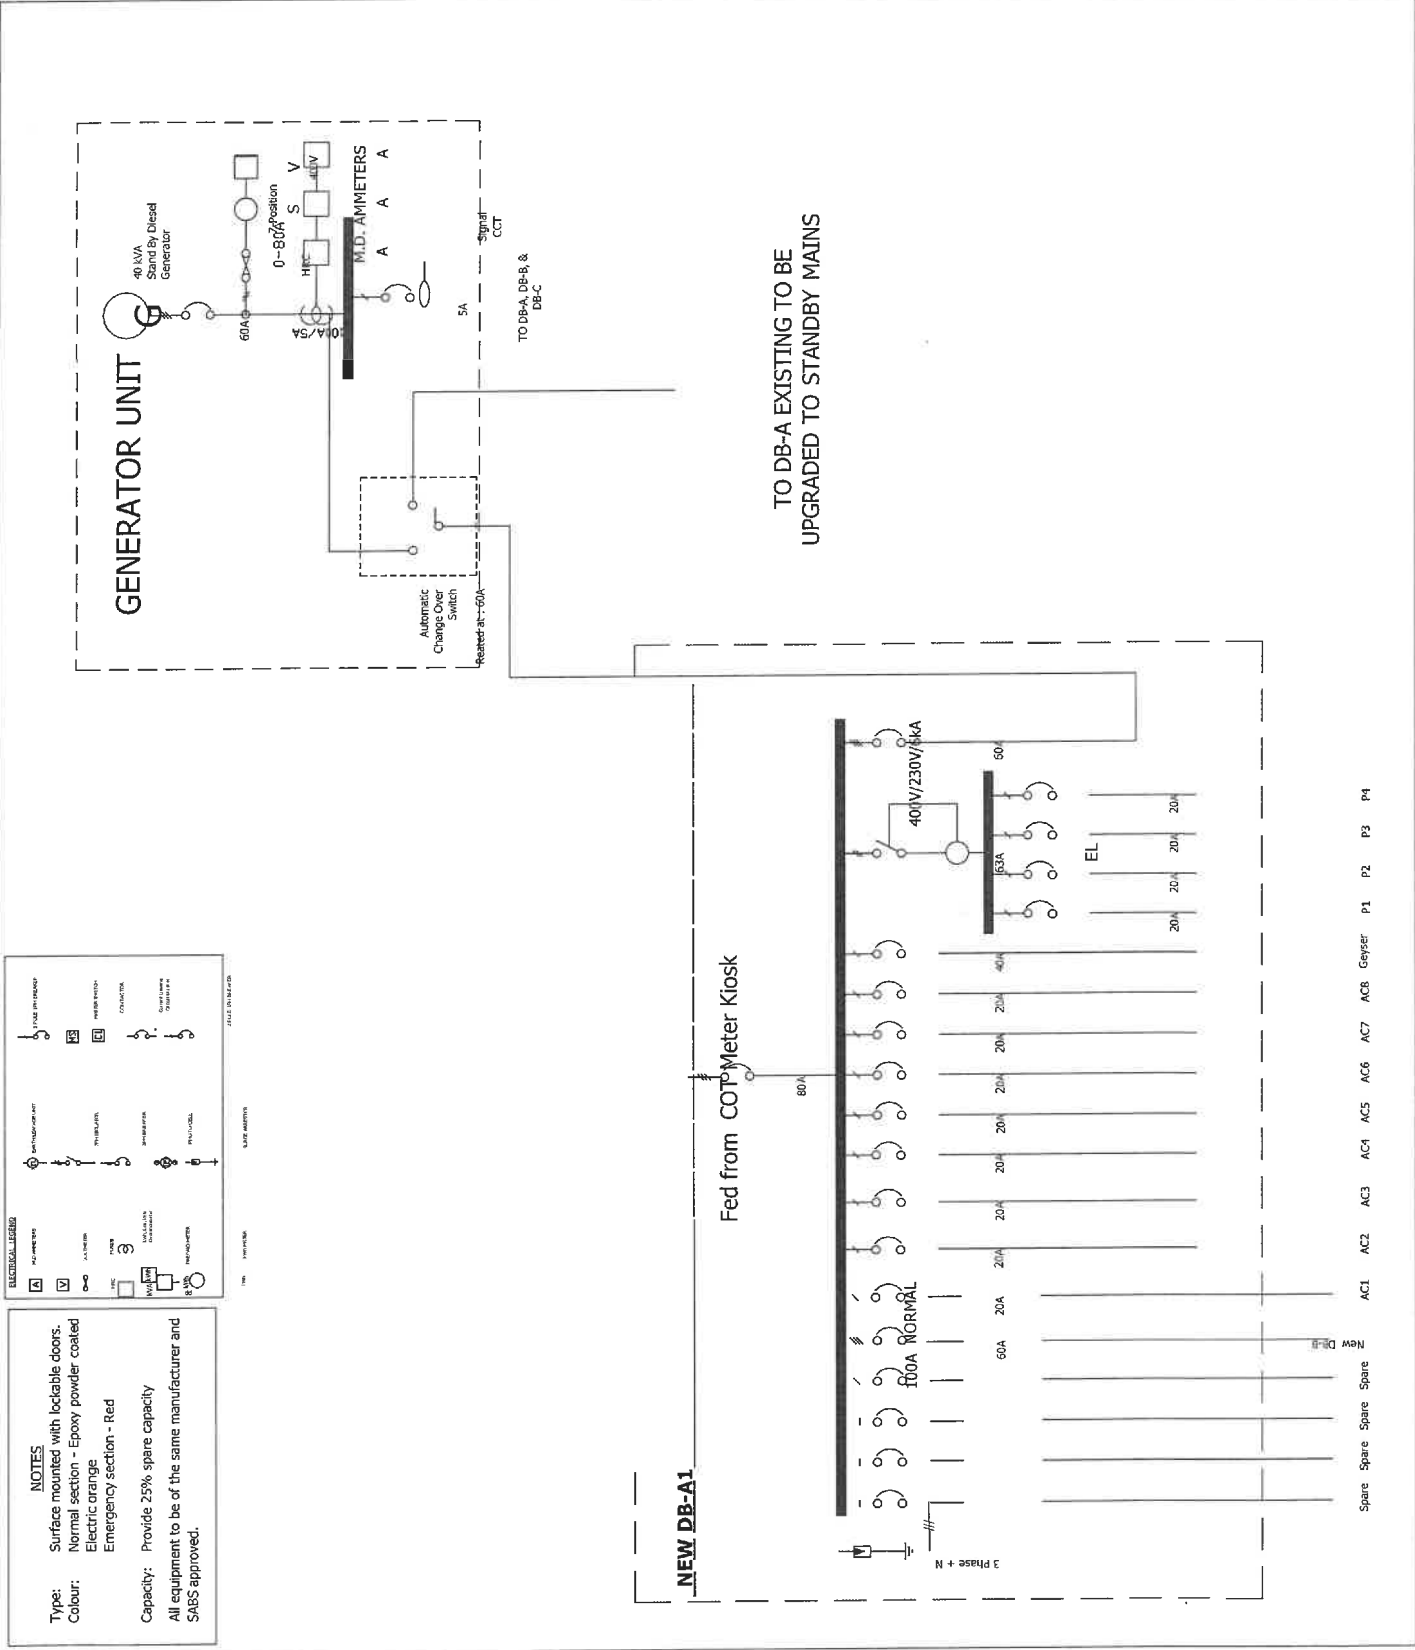 NOTES
Type: Surface mounted with lockable doors.
Colour: Normal section - Epoxy powder coated
Electric orange
Emergency section - Red
Capacity: Provide 25% spare capacity
All equipment to be of the same manufacturer and
SABS approved.
ELECTRICAL LEGEND
A
V
HRC
MS
CL
CONTACTOR
GENERATOR UNIT
40 kVA
Stand By Diesel
Generator
60A
100A/5A
0-80A
7 Position
HRC
S
V
400V
M.D. AMMETERS
A
A
A
5A
Signal
CCT
TO DB-A, DB-B, &
DB-C
Automatic
Change Over
Switch
Reated at : 60A
TO DB-A EXISTING TO BE
UPGRADED TO STANDBY MAINS
NEW DB-A1
Fed from COT Meter Kiosk
80A
100A NORMAL
400V/230V/6kA
3 Phase + N
60A
20A
20A
20A
20A
20A
20A
20A
20A
40A
63A
60A
EL
20A
20A
20A
20A
Spare
Spare
Spare
Spare
New DB-B
AC1
AC2
AC3
AC4
AC5
AC6
AC7
AC8
Geyser
P1
P2
P3
P4